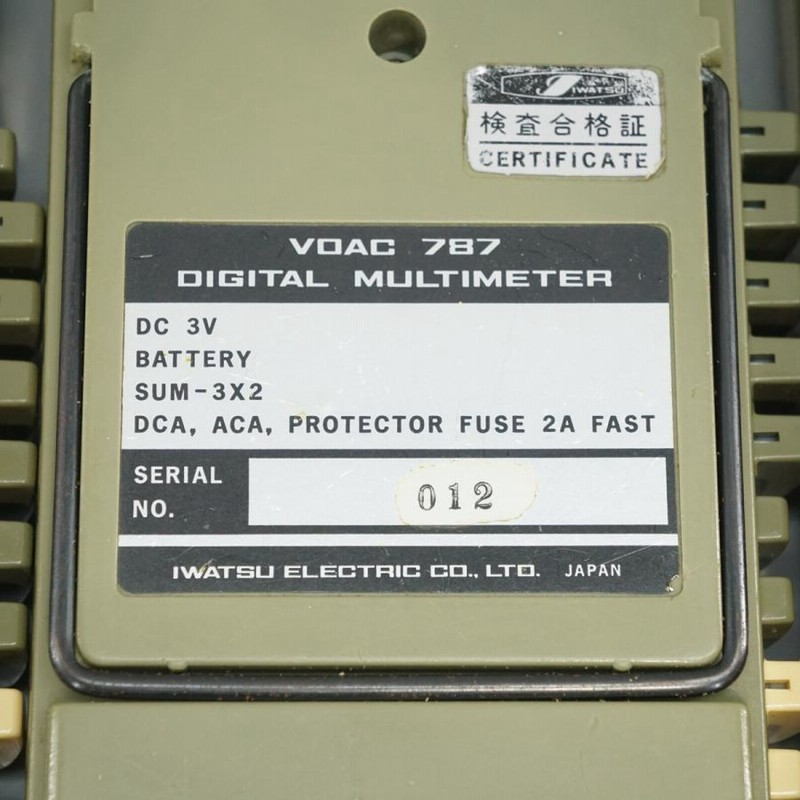 IWATSU
検査合格証
CERTIFICATE
VOAC 787
DIGITAL MULTIMETER
DC 3V
BATTERY
SUM-3X2
DCA, ACA, PROTECTOR FUSE 2A FAST
SERIAL
NO.
012
IWATSU ELECTRIC CO., LTD. JAPAN